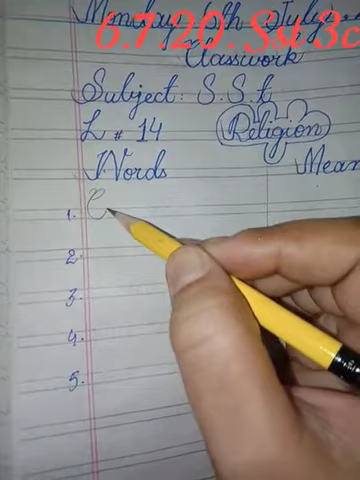 Monday, 6th July
6.7.20. Sst 3c
Classwork
Subject: S.S.t
L # 14 Religion
Words Mean
1. C
2.
3.
4.
5.